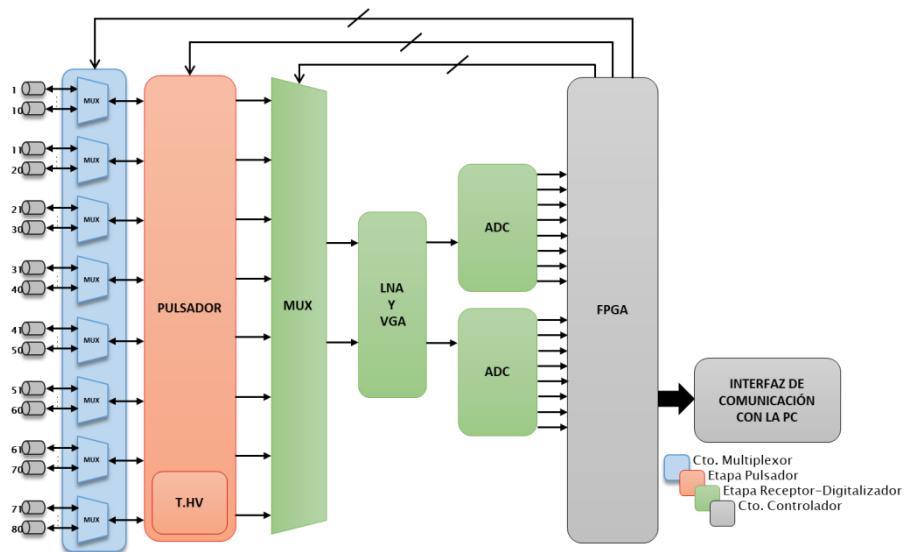 1
10
MUX
11
20
MUX
21
30
MUX
31
40
MUX
41
50
MUX
51
60
MUX
61
70
MUX
71
80
MUX
PULSADOR
T.HV
MUX
LNA
Y
VGA
ADC
ADC
FPGA
INTERFAZ DE
COMUNICACIÓN
CON LA PC
Cto. Multiplexor
Etapa Pulsador
Etapa Receptor-Digitalizador
Cto. Controlador